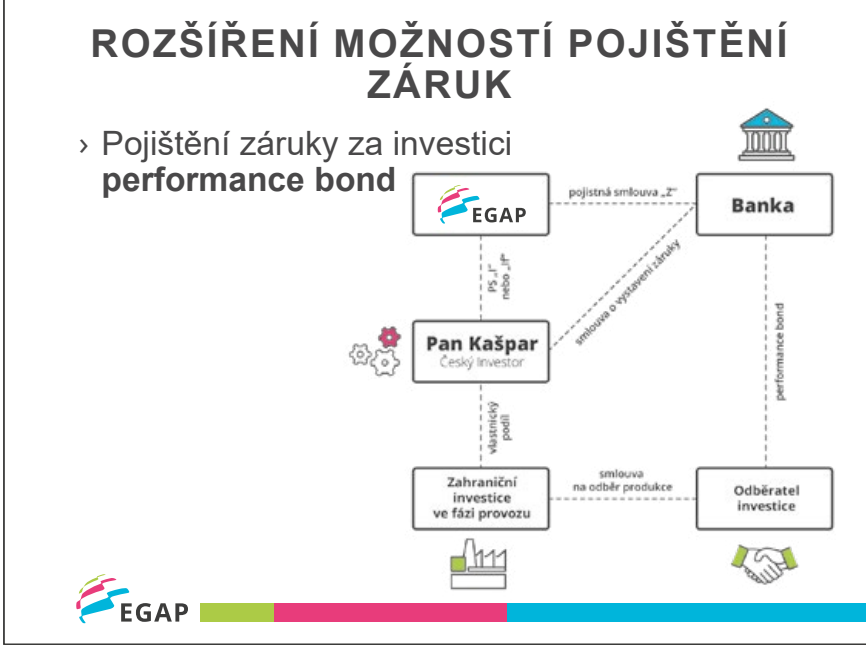 ROZŠÍŘENÍ MOŽNOSTÍ POJIŠTĚNÍ
ZÁRUK
› Pojištění záruky za investici
performance bond
EGAP
pojistná smlouva „Z“
Banka
PS „I“
nebo „If“
smlouva o vystavení záruky
Pan Kašpar
Český Investor
performance bond
vlastnický
podíl
Zahraniční
investice
ve fázi provozu
smlouva
na odběr produkce
Odběratel
investice
EGAP